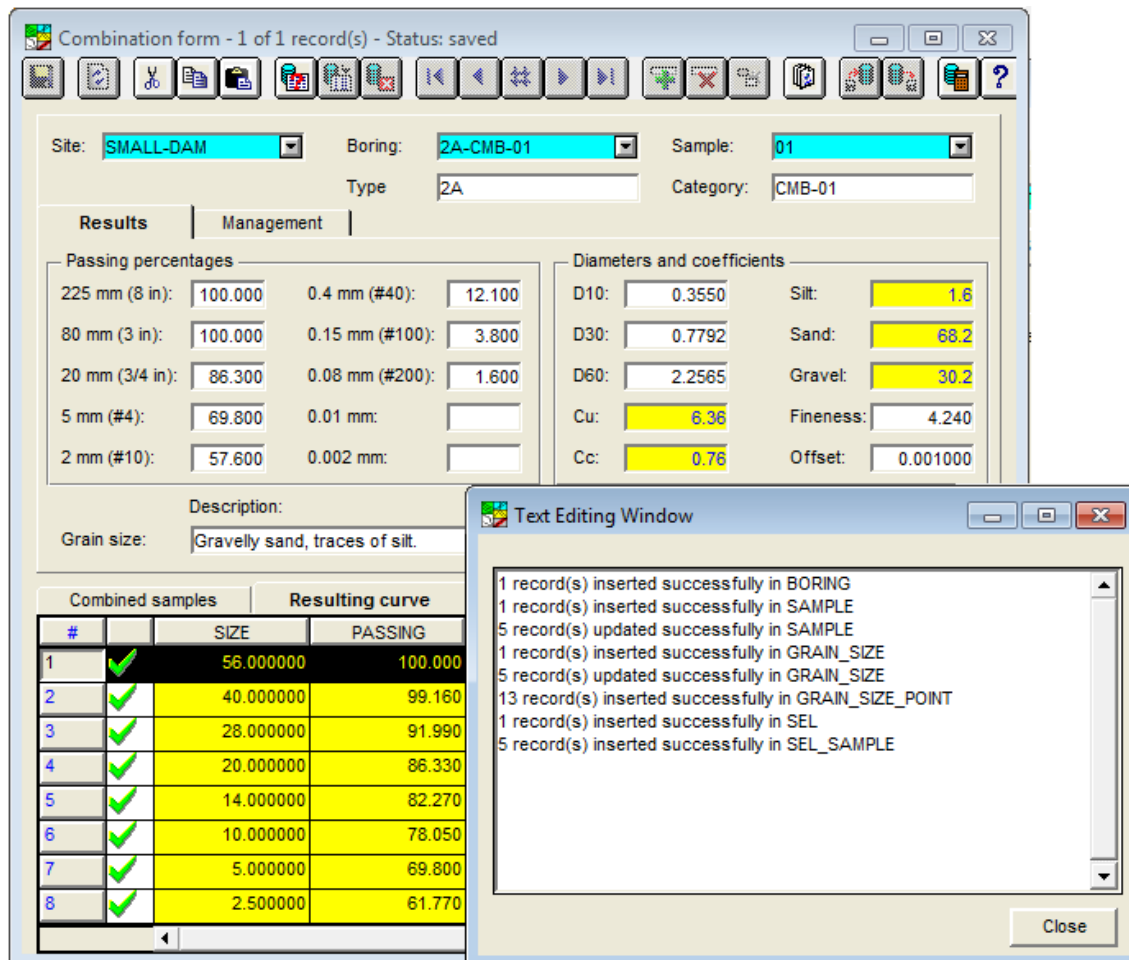 Combination form - 1 of 1 record(s) - Status: saved
?
Site: SMALL-DAM Boring: 2A-CMB-01 Sample: 01
Type 2A Category: CMB-01
Results Management
Passing percentages Diameters and coefficients
225 mm (8 in): 100.000 0.4 mm (#40): 12.100 D10: 0.3550 Silt: 1.6
80 mm (3 in): 100.000 0.15 mm (#100): 3.800 D30: 0.7792 Sand: 68.2
20 mm (3/4 in): 86.300 0.08 mm (#200): 1.600 D60: 2.2565 Gravel: 30.2
5 mm (#4): 69.800 0.01 mm: Cu: 6.36 Fineness: 4.240
2 mm (#10): 57.600 0.002 mm: Cc: 0.76 Offset: 0.001000
Description:
Grain size: Gravelly sand, traces of silt.
Combined samples Resulting curve
# SIZE PASSING
1 56.000000 100.000
2 40.000000 99.160
3 28.000000 91.990
4 20.000000 86.330
5 14.000000 82.270
6 10.000000 78.050
7 5.000000 69.800
8 2.500000 61.770
Text Editing Window
1 record(s) inserted successfully in BORING
1 record(s) inserted successfully in SAMPLE
5 record(s) updated successfully in SAMPLE
1 record(s) inserted successfully in GRAIN_SIZE
5 record(s) updated successfully in GRAIN_SIZE
13 record(s) inserted successfully in GRAIN_SIZE_POINT
1 record(s) inserted successfully in SEL
5 record(s) inserted successfully in SEL_SAMPLE
Close